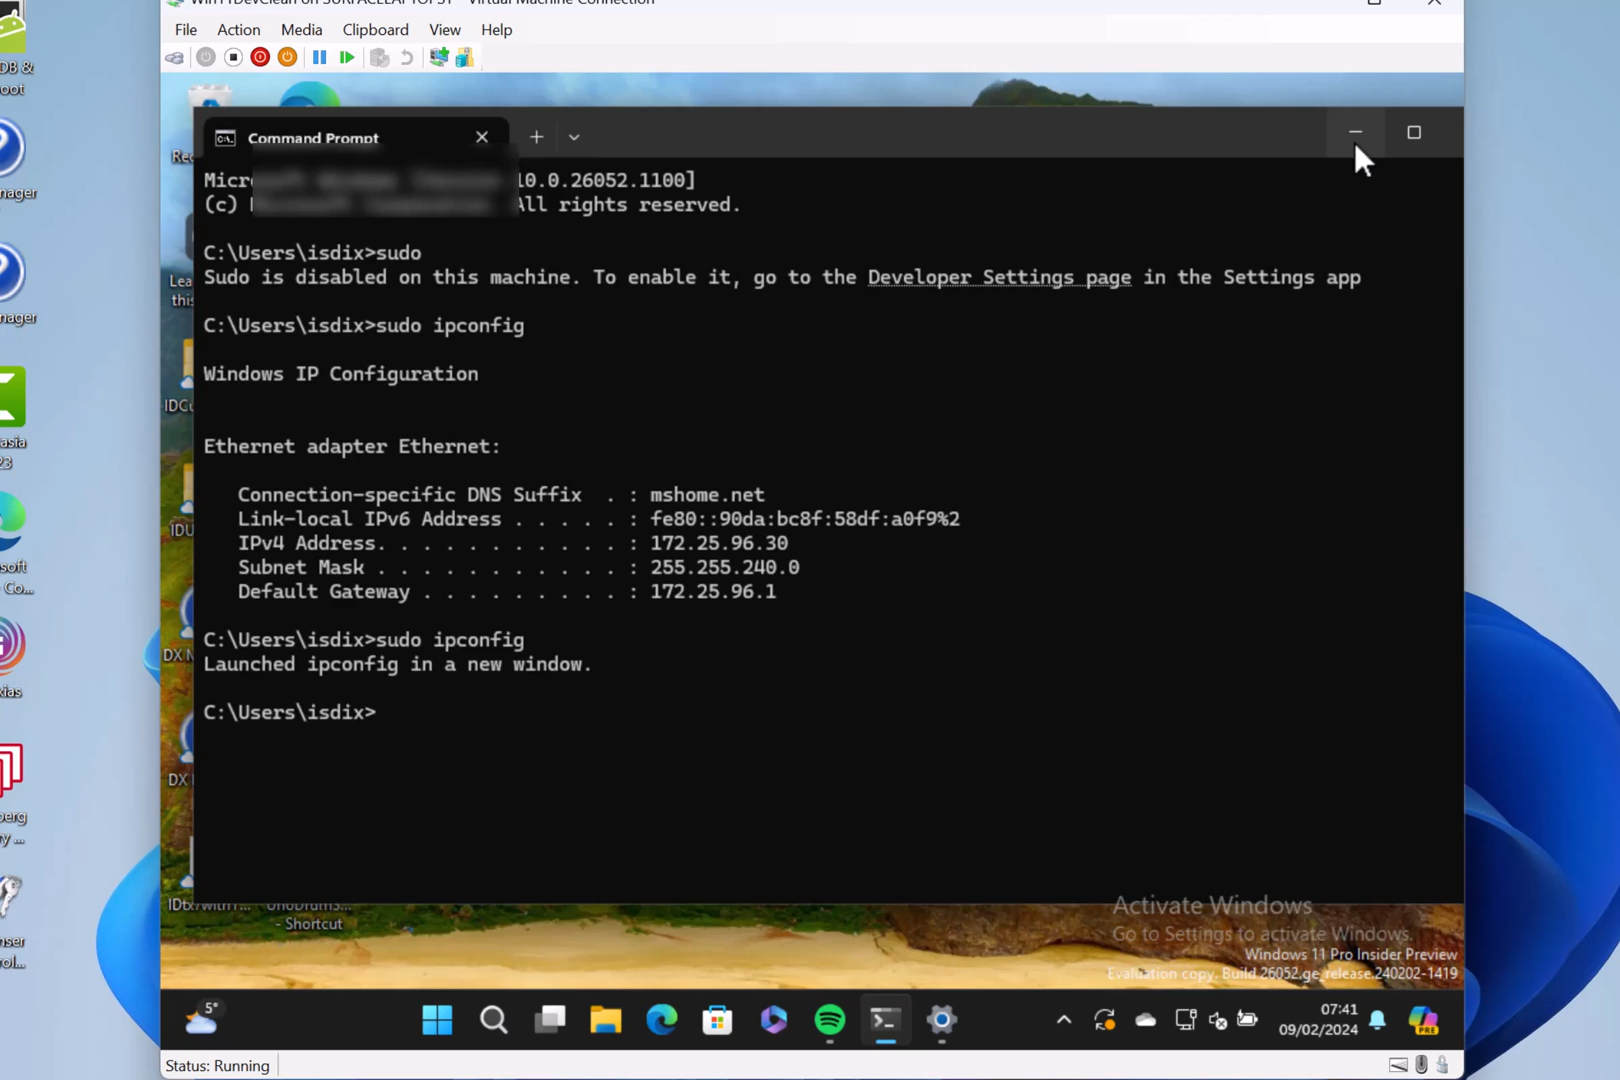 Virtual Machine Connection
File Action Media Clipboard View Help
Command Prompt
10.0.26052.1100]
(c)
All rights reserved.
C:\Users\isdix>sudo
Sudo is disabled on this machine. To enable it, go to the Developer Settings page in the Settings app
C:\Users\isdix>sudo ipconfig
Windows IP Configuration
Ethernet adapter Ethernet:
Connection-specific DNS Suffix . : mshome.net
Link-local IPv6 Address . . . . . : fe80::90da:bc8f:58df:a0f9%2
IPv4 Address. . . . . . . . . . . : 172.25.96.30
Subnet Mask . . . . . . . . . . . : 255.255.240.0
Default Gateway . . . . . . . . . : 172.25.96.1
C:\Users\isdix>sudo ipconfig
Launched ipconfig in a new window.
C:\Users\isdix>
- Shortcut
Activate Windows
Go to Settings to activate Windows.
Windows 11 Pro Insider Preview
Evaluation copy. Build 26052.ge_release.240202-1419
5°
PRE
07:41
09/02/2024
Status: Running